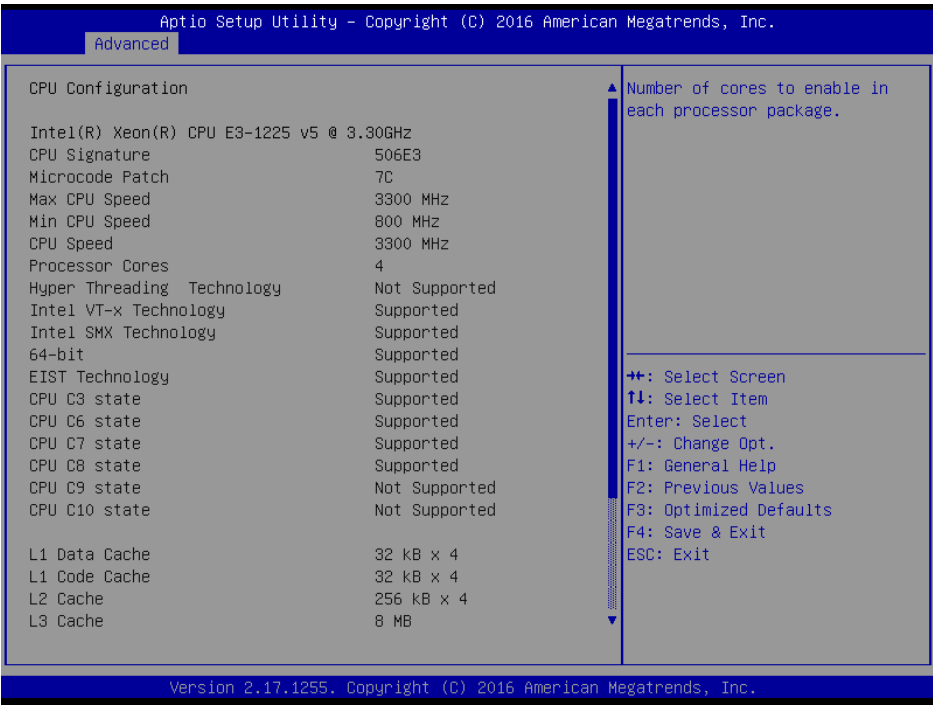 Aptio Setup Utility – Copyright (C) 2016 American Megatrends, Inc.
Advanced
CPU Configuration
Intel(R) Xeon(R) CPU E3-1225 v5 @ 3.30GHz
CPU Signature 506E3
Microcode Patch 7C
Max CPU Speed 3300 MHz
Min CPU Speed 800 MHz
CPU Speed 3300 MHz
Processor Cores 4
Hyper Threading Technology Not Supported
Intel VT-x Technology Supported
Intel SMX Technology Supported
64-bit Supported
EIST Technology Supported
CPU C3 state Supported
CPU C6 state Supported
CPU C7 state Supported
CPU C8 state Supported
CPU C9 state Not Supported
CPU C10 state Not Supported
L1 Data Cache 32 kB x 4
L1 Code Cache 32 kB x 4
L2 Cache 256 kB x 4
L3 Cache 8 MB
Number of cores to enable in
each processor package.
→←: Select Screen
↑↓: Select Item
Enter: Select
+/-: Change Opt.
F1: General Help
F2: Previous Values
F3: Optimized Defaults
F4: Save & Exit
ESC: Exit
Version 2.17.1255. Copyright (C) 2016 American Megatrends, Inc.